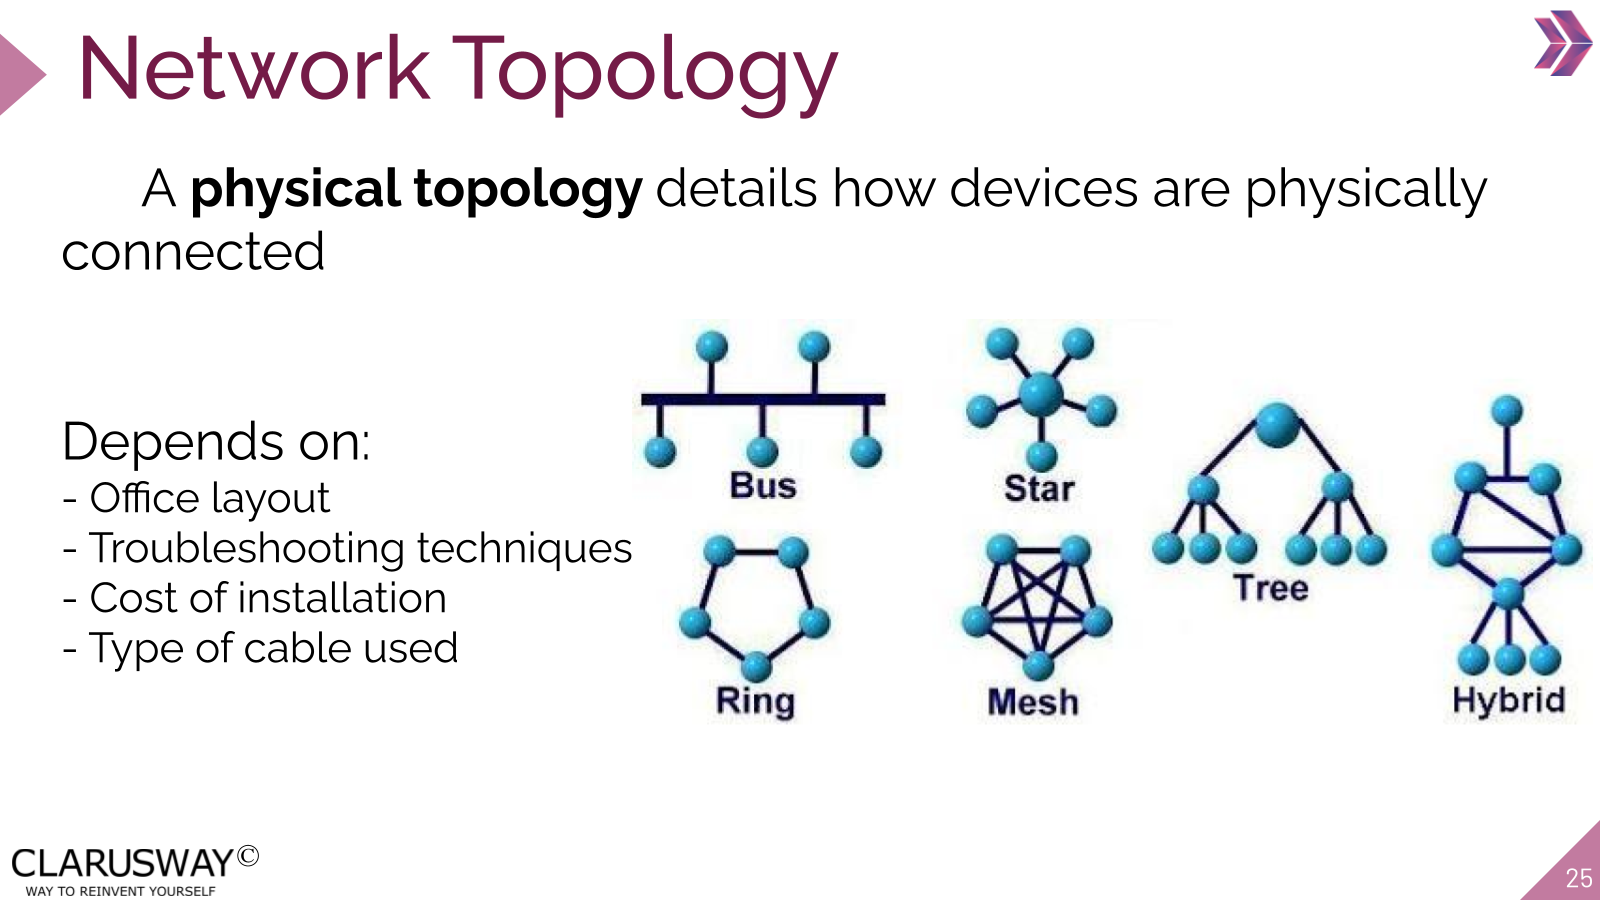 Network Topology
A physical topology details how devices are physically
connected
Depends on:
- Office layout
- Troubleshooting techniques
- Cost of installation
- Type of cable used
Bus
Star
Tree
Ring
Mesh
Hybrid
CLARUSWAY©
WAY TO REINVENT YOURSELF
25